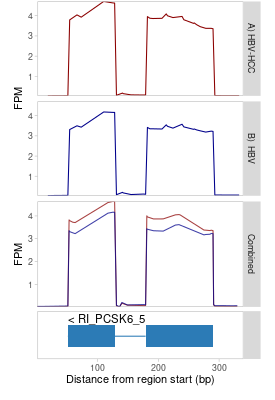 4
3
2
1
A) HBV-HCC
FPM
4
3
2
1
B) HBV
4
3
2
1
FPM
Combined
< RI_PCSK6_5
100
200
300
Distance from region start (bp)